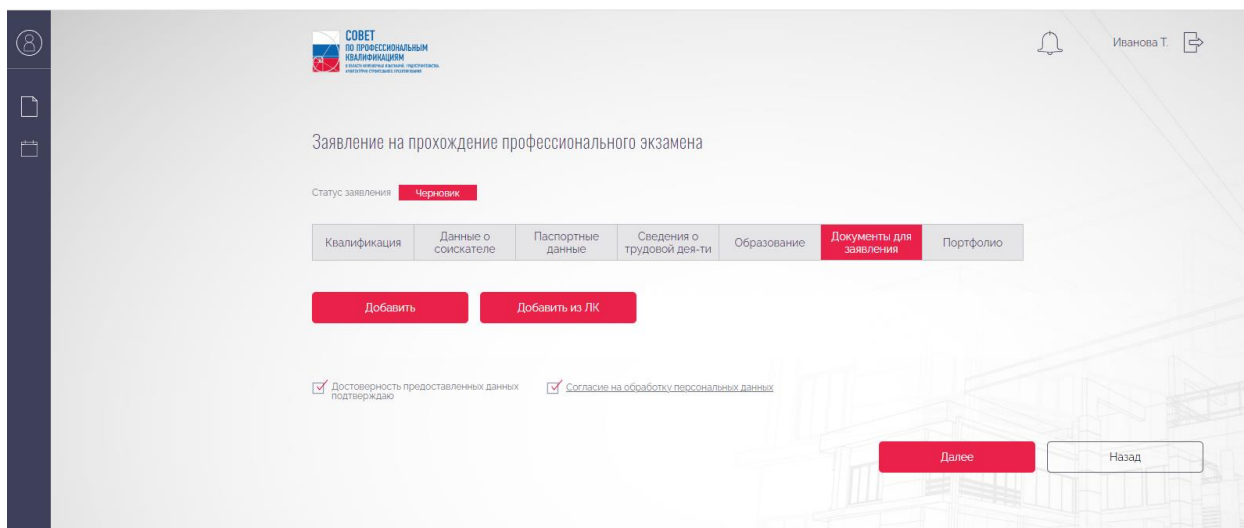 СОВЕТ
ПО ПРОФЕССИОНАЛЬНЫМ
КВАЛИФИКАЦИЯМ
Иванова Т.
Заявление на прохождение профессионального экзамена
Статус заявления Черновик
Квалификация
Данные о
соискателе
Паспортные
данные
Сведения о
трудовой дея-ти
Образование
Документы для
заявления
Портфолио
Добавить
Добавить из ЛК
Достоверность предоставленных данных
подтверждаю
Согласие на обработку персональных данных
Далее
Назад